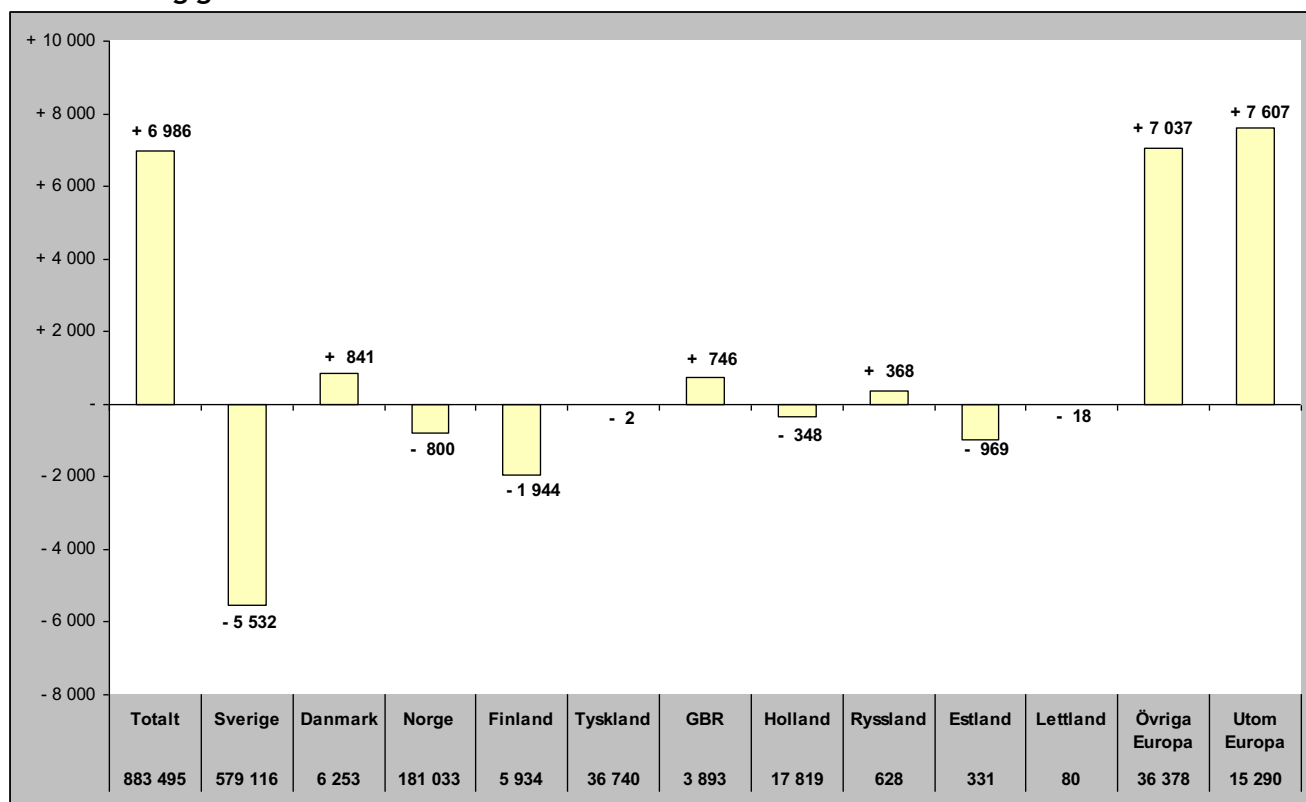 + 10 000
+ 8 000
+ 6 000
+ 4 000
+ 2 000
-
- 2 000
- 4 000
- 6 000
- 8 000
+ 6 986
- 5 532
+ 841
- 800
- 1 944
- 2
+ 746
- 348
+ 368
- 969
- 18
+ 7 037
+ 7 607
Totalt Sverige Danmark Norge Finland Tyskland GBR Holland Ryssland Estland Lettland Övriga Utom
Europa Europa
883 495 579 116 6 253 181 033 5 934 36 740 3 893 17 819 628 331 80 36 378 15 290